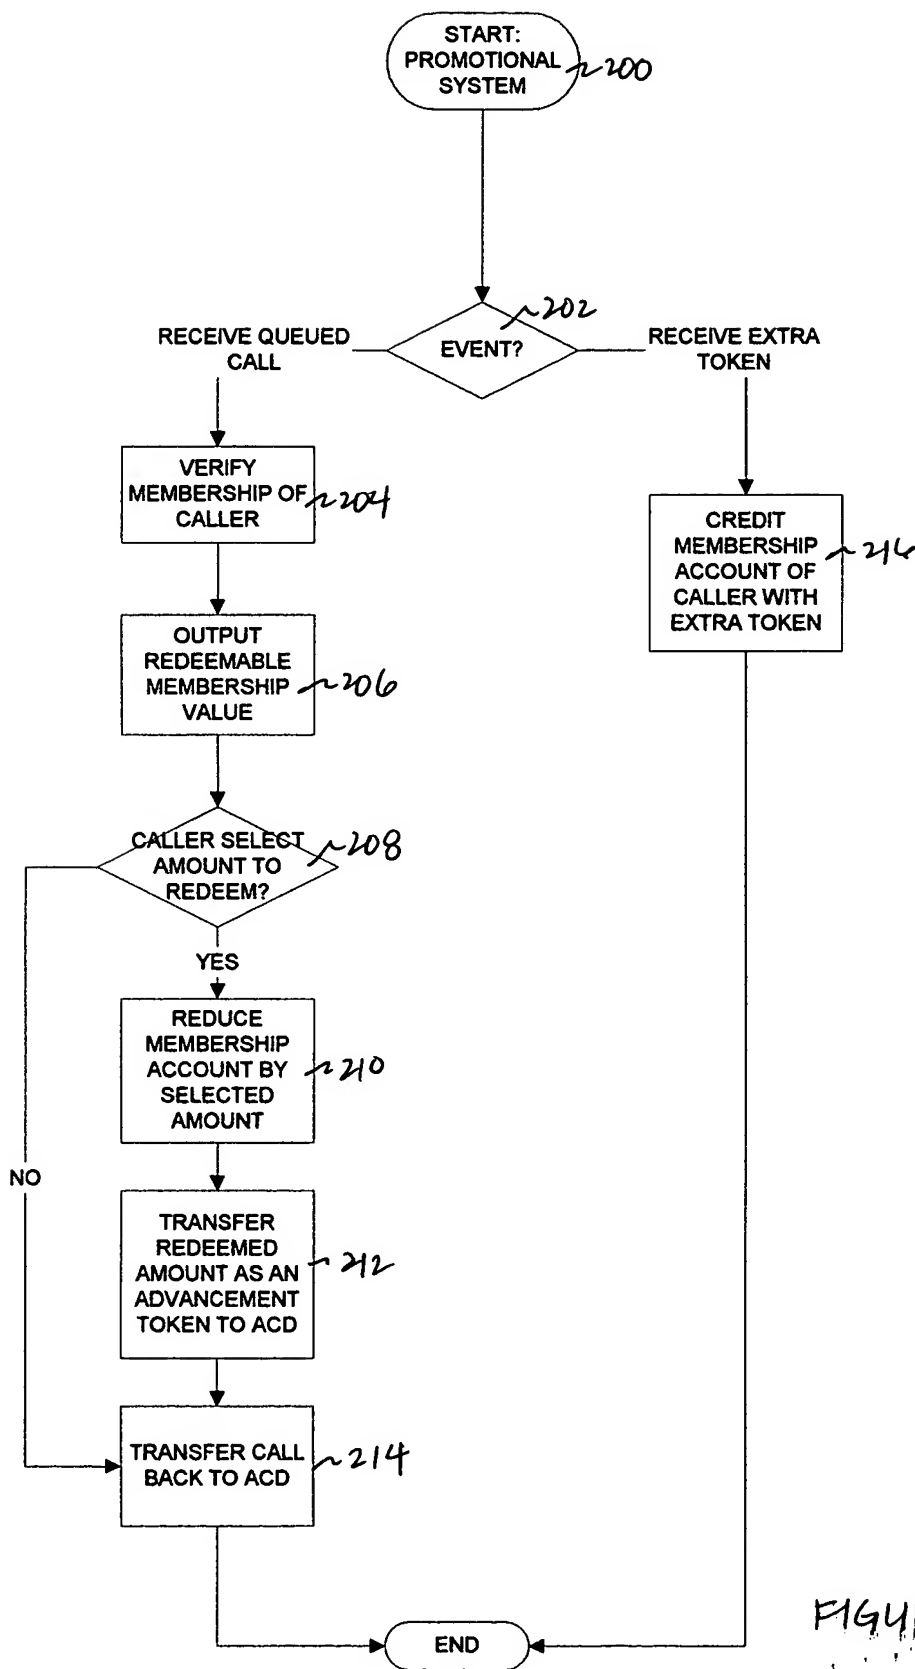 START:
PROMOTIONAL
SYSTEM
200
202
EVENT?
RECEIVE QUEUED
CALL
RECEIVE EXTRA
TOKEN
VERIFY
MEMBERSHIP OF
CALLER
204
CREDIT
MEMBERSHIP
ACCOUNT OF
CALLER WITH
EXTRA TOKEN
216
OUTPUT
REDEEMABLE
MEMBERSHIP
VALUE
206
CALLER SELECT
AMOUNT TO
REDEEM?
208
YES
REDUCE
MEMBERSHIP
ACCOUNT BY
SELECTED
AMOUNT
210
NO
TRANSFER
REDEEMED
AMOUNT AS AN
ADVANCEMENT
TOKEN TO ACD
212
TRANSFER CALL
BACK TO ACD
214
END